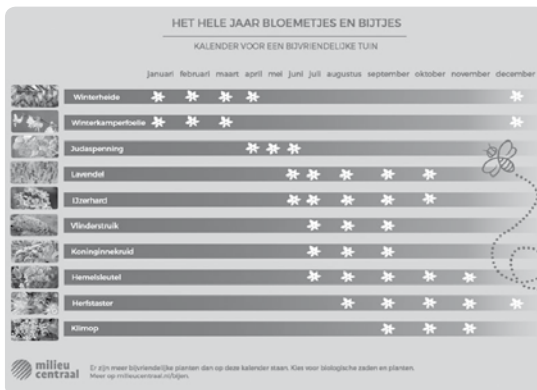 HET HELE JAAR BLOEMETJES EN BIJTJES
KALENDER VOOR EEN BIJVRIENDELIJKE TUIN
januari februari maart april mei juni juli augustus september oktober november december
Winterheide
Winterkamperfoelie
Judaspenning
Lavendel
IJzerhard
Vlinderstruik
Koninginnekruid
Hemelsleutel
Herfstaster
Klimop
milieu
centraal
Er zijn meer bijvriendelijke planten dan op deze kalender staan. Kies voor biologische zaden en planten.
Meer op milieucentraal.nl/bijen.